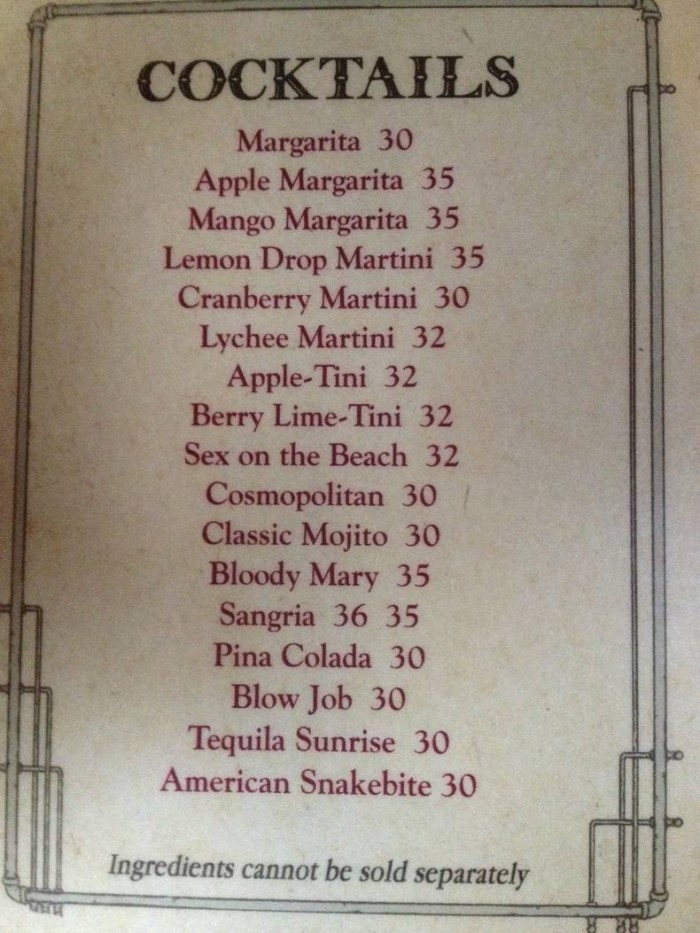 COCKTAILS
Margarita 30
Apple Margarita 35
Mango Margarita 35
Lemon Drop Martini 35
Cranberry Martini 30
Lychee Martini 32
Apple-Tini 32
Berry Lime-Tini 32
Sex on the Beach 32
Cosmopolitan 30
Classic Mojito 30
Bloody Mary 35
Sangria 36 35
Pina Colada 30
Blow Job 30
Tequila Sunrise 30
American Snakebite 30
Ingredients cannot be sold separately